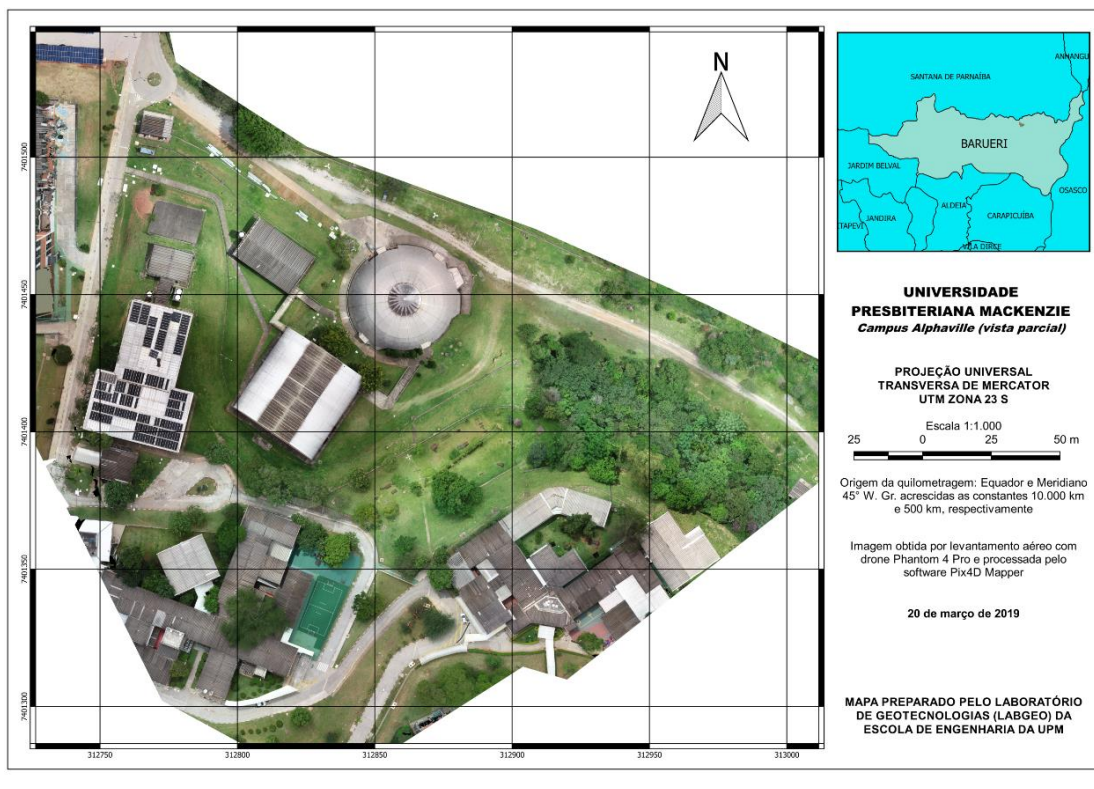 N
7401500
7401450
7401400
7401350
7401300
312750
312800
312850
312900
312950
313000
SANTANA DE PARNAÍBA
ANHANGU
BARUERI
JARDIM BELVAL
OSASCO
ALDEIA
CARAPICUÍBA
JANDIRA
ITAPEVÍ
VILA DIRCE
UNIVERSIDADE
PRESBITERIANA MACKENZIE
Campus Alphaville (vista parcial)
PROJEÇÃO UNIVERSAL
TRANSVERSA DE MERCATOR
UTM ZONA 23 S
Escala 1:1.000
25 0 25 50 m
Origem da quilometragem: Equador e Meridiano
45° W. Gr. acrescidas as constantes 10.000 km
e 500 km, respectivamente
Imagem obtida por levantamento aéreo com
drone Phantom 4 Pro e processada pelo
software Pix4D Mapper
20 de março de 2019
MAPA PREPARADO PELO LABORATÓRIO
DE GEOTECNOLOGIAS (LABGEO) DA
ESCOLA DE ENGENHARIA DA UPM